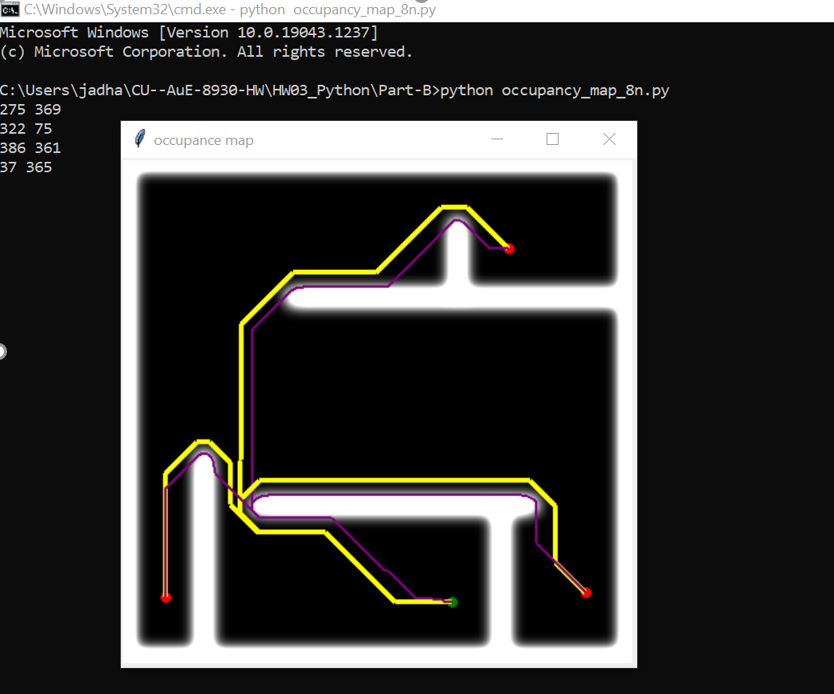 C:\Windows\System32\cmd.exe - python  occupancy_map_8n.py
Microsoft Windows [Version 10.0.19043.1237]
(c) Microsoft Corporation. All rights reserved.
C:\Users\jadha\CU--AuE-8930-HW\HW03_Python\Part-B>python occupancy_map_8n.py
275 369
322 75
386 361
37 365
occupance map